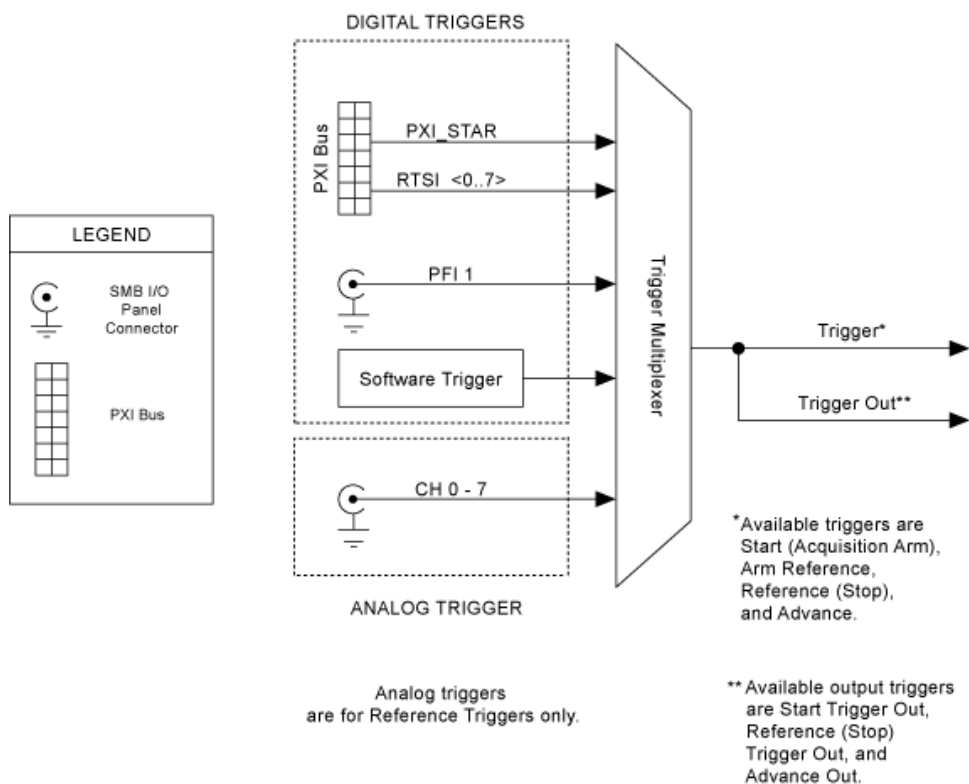 DIGITAL TRIGGERS
PXI Bus
PXI_STAR
RTSI <0..7>
PFI 1
Software Trigger
CH 0 - 7
ANALOG TRIGGER
Analog triggers
are for Reference Triggers only.
LEGEND
SMB I/O
Panel
Connector
PXI Bus
Trigger Multiplexer
Trigger*
Trigger Out**
*Available triggers are
Start (Acquisition Arm),
Arm Reference,
Reference (Stop),
and Advance.
** Available output triggers
are Start Trigger Out,
Reference (Stop)
Trigger Out, and
Advance Out.